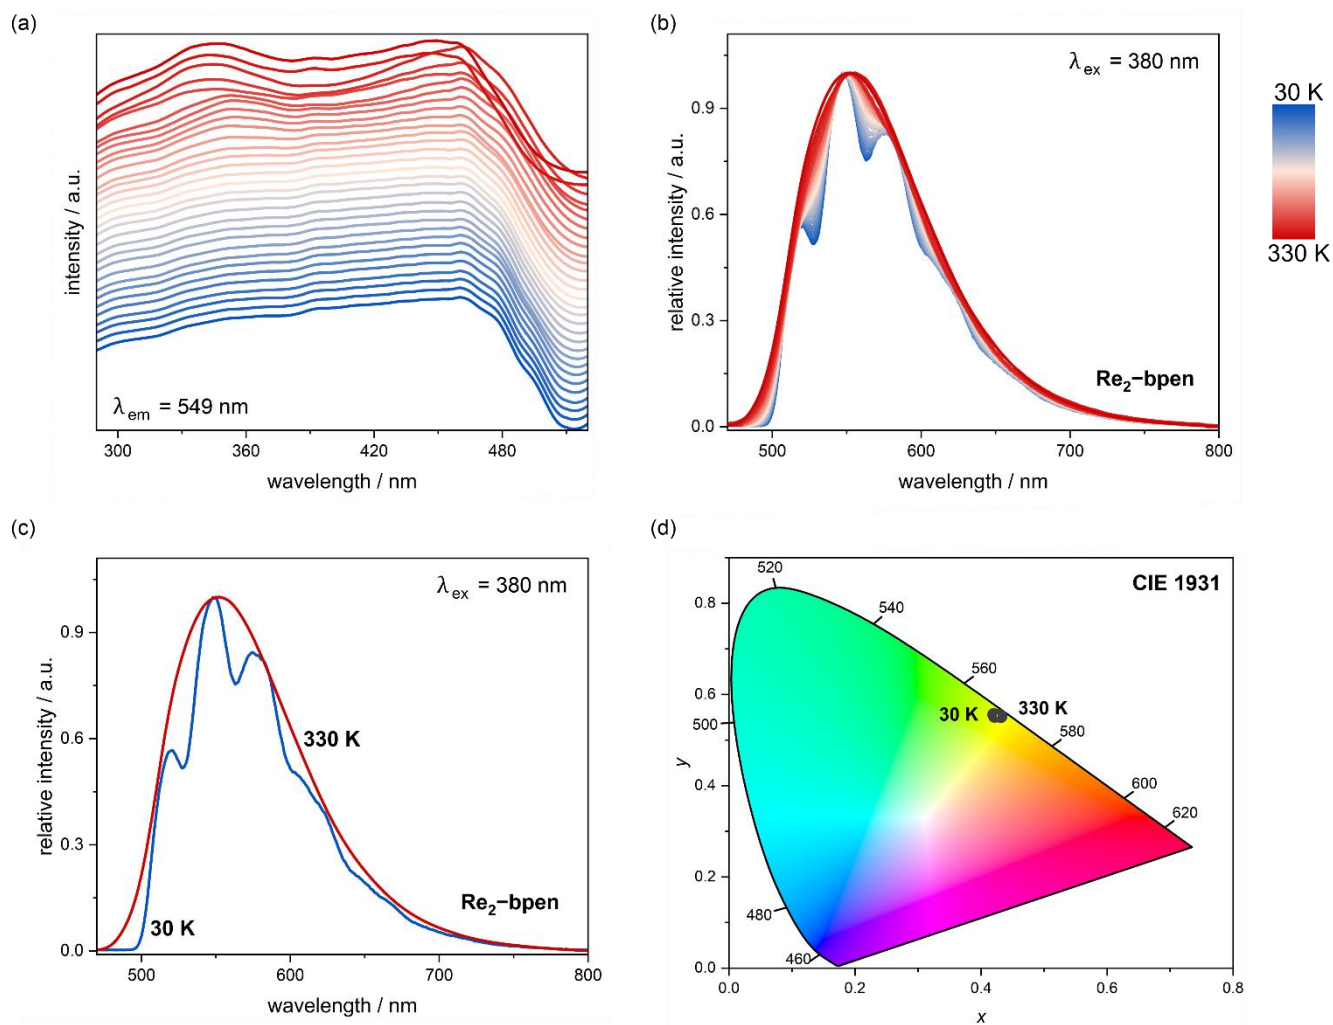 (a)
intensity / a.u.
λem = 549 nm
300 360 420 480
wavelength / nm
(b)
λex = 380 nm
relative intensity / a.u.
0.9
0.6
0.3
0.0
Re2−bpen
500 600 700 800
wavelength / nm
30 K
330 K
(c)
λex = 380 nm
relative intensity / a.u.
0.9
0.6
0.3
0.0
330 K
Re2−bpen
30 K
500 600 700 800
wavelength / nm
(d)
CIE 1931
520
540
560
580
600
620
500
480
460
30 K 330 K
y
0.8
0.6
0.4
0.2
0.0
0.0 0.2 0.4 0.6 0.8
x